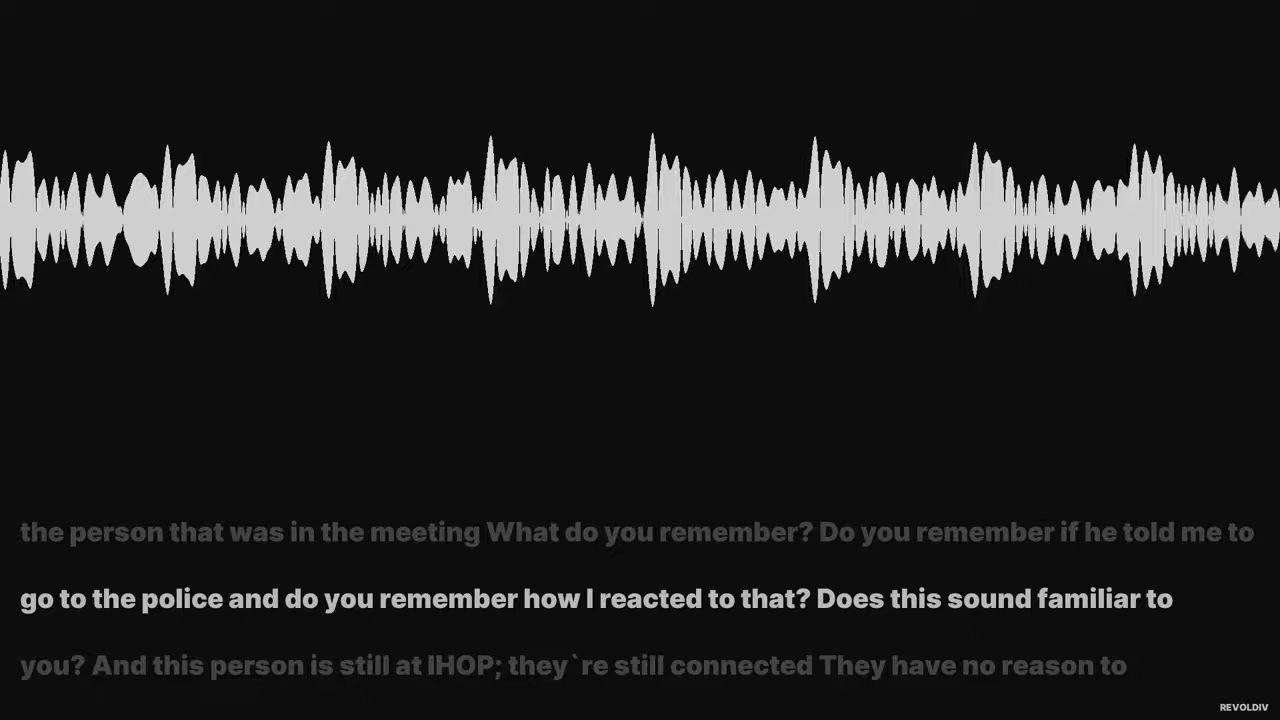 the person that was in the meeting What do you remember? Do you remember if he told me to
go to the police and do you remember how I reacted to that? Does this sound familiar to
you? And this person is still at IHOP; they`re still connected They have no reason to
REVOLDIV